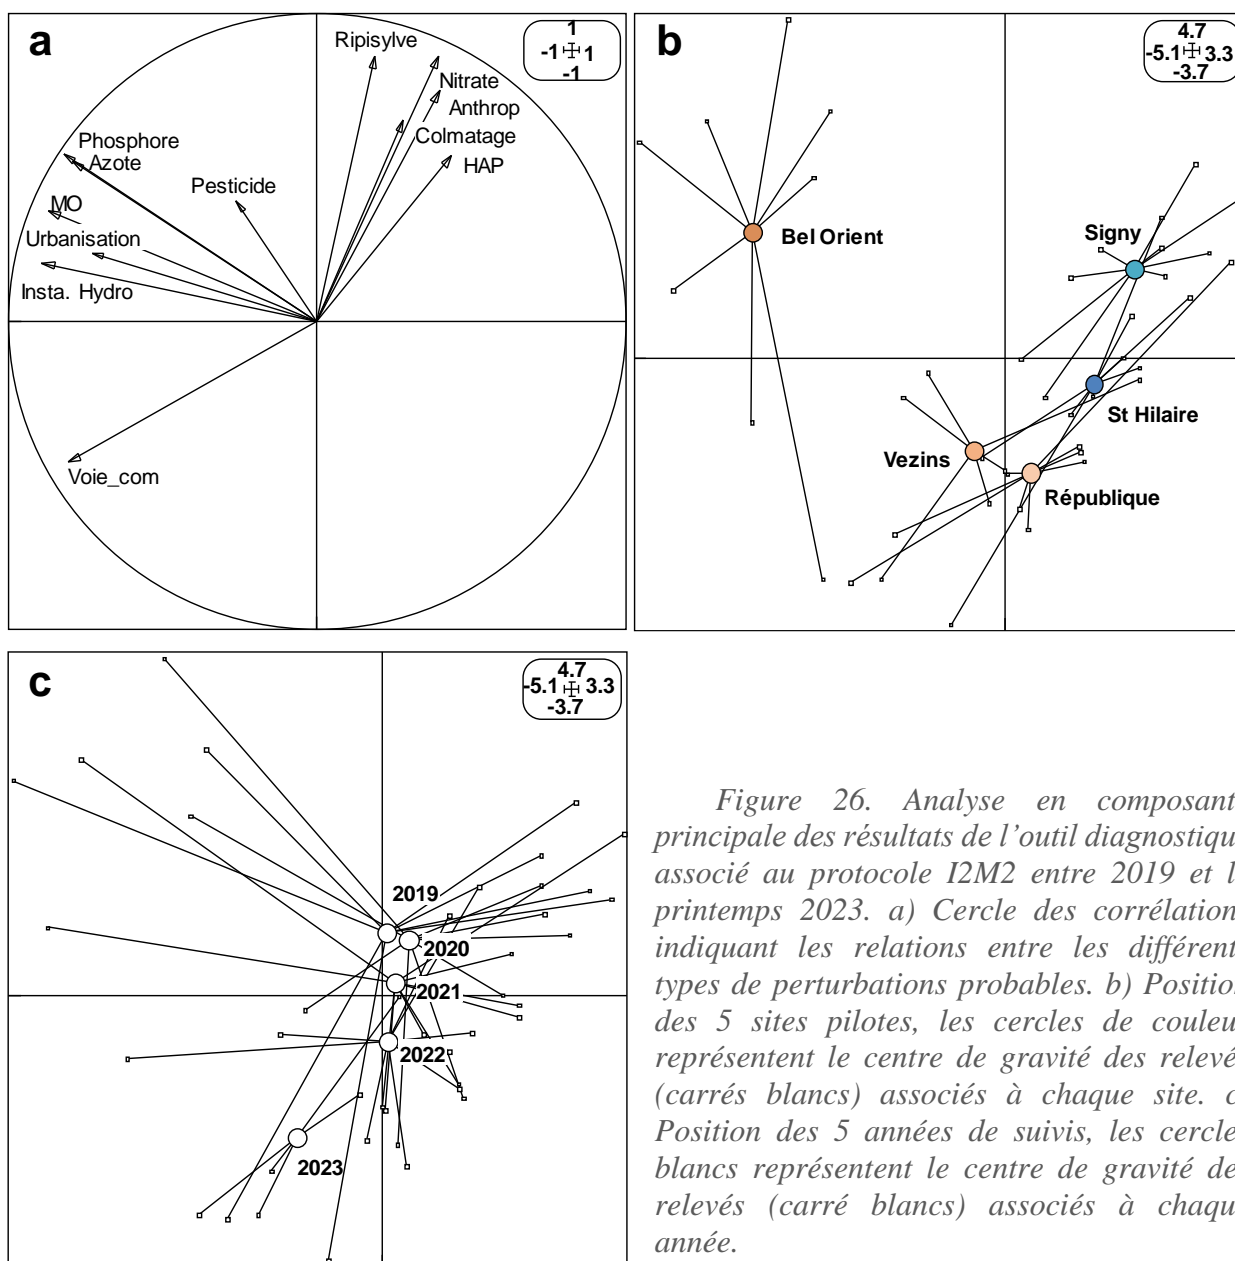 a
1
-1 1
-1
Ripisylve
Nitrate
Anthrop
Colmatage
HAP
Phosphore
Azote
Pesticide
MO
Urbanisation
Insta. Hydro
Voie_com
b
4.7
-5.1 3.3
-3.7
Bel Orient
Signy
St Hilaire
Vezins
République
c
4.7
-5.1 3.3
-3.7
2019
2020
2021
2022
2023
Figure 26. Analyse en composant
principale des résultats de l’outil diagnostiqu
associé au protocole I2M2 entre 2019 et l
printemps 2023. a) Cercle des corrélation
indiquant les relations entre les différent
types de perturbations probables. b) Positio
des 5 sites pilotes, les cercles de couleu
représentent le centre de gravité des relevé
(carrés blancs) associés à chaque site. c
Position des 5 années de suivis, les cercle
blancs représentent le centre de gravité de
relevés (carré blancs) associés à chaqu
année.